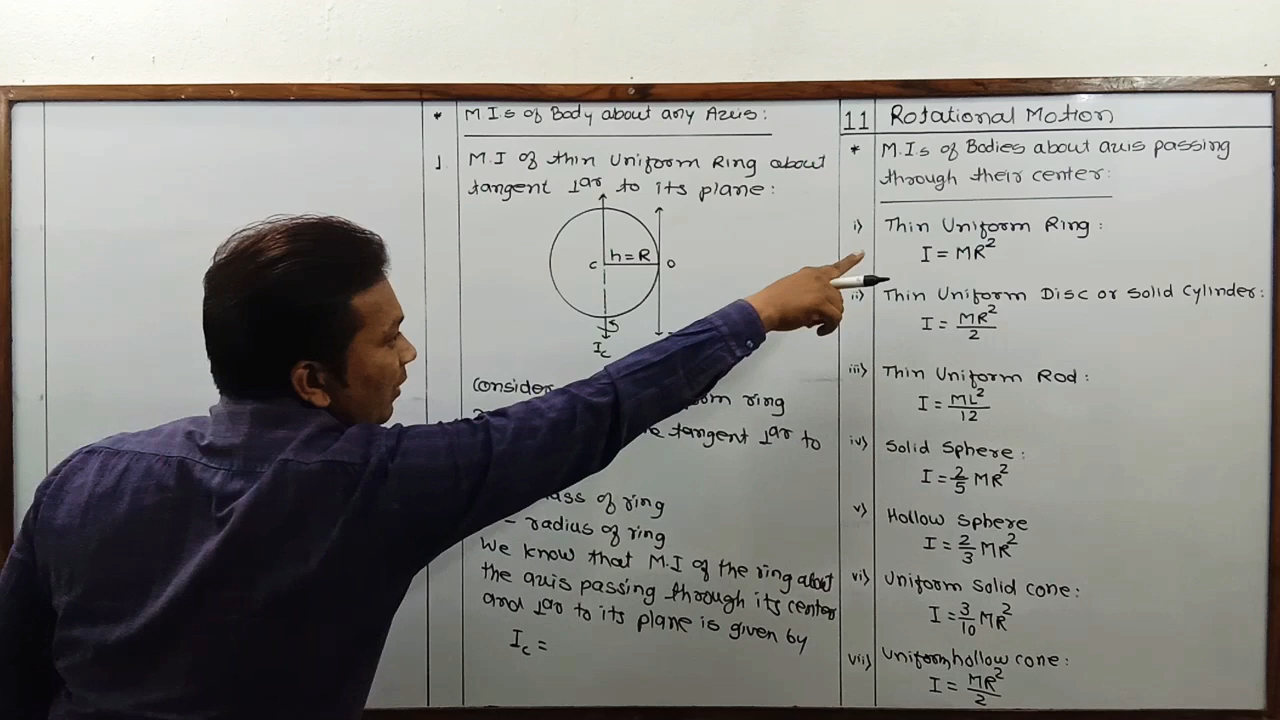 * M I s of Body about any Axis:
1 M.I of thin Uniform Ring about
tangent ⊥ar to its plane:
h = R
C
O
Ic
Consider
rm ring
tangent ⊥ar to
mass of ring
- radius of ring
We know that M.I of the ring about
the axis passing through its center
and ⊥ar to its plane is given by
Ic =
11 Rotational Motion
* M.I.s of Bodies about axis passing
through their center:
i) Thin Uniform Ring:
I = MR²
ii) Thin Uniform Disc or Solid Cylinder:
I = MR²/2
iii) Thin Uniform Rod:
I = ML²/12
iv) Solid Sphere:
I = 2/5 MR²
v) Hollow Sphere
I = 2/3 MR²
vi) Uniform Solid cone:
I = 3/10 MR²
vii) Uniform hollow cone:
I = MR²/2